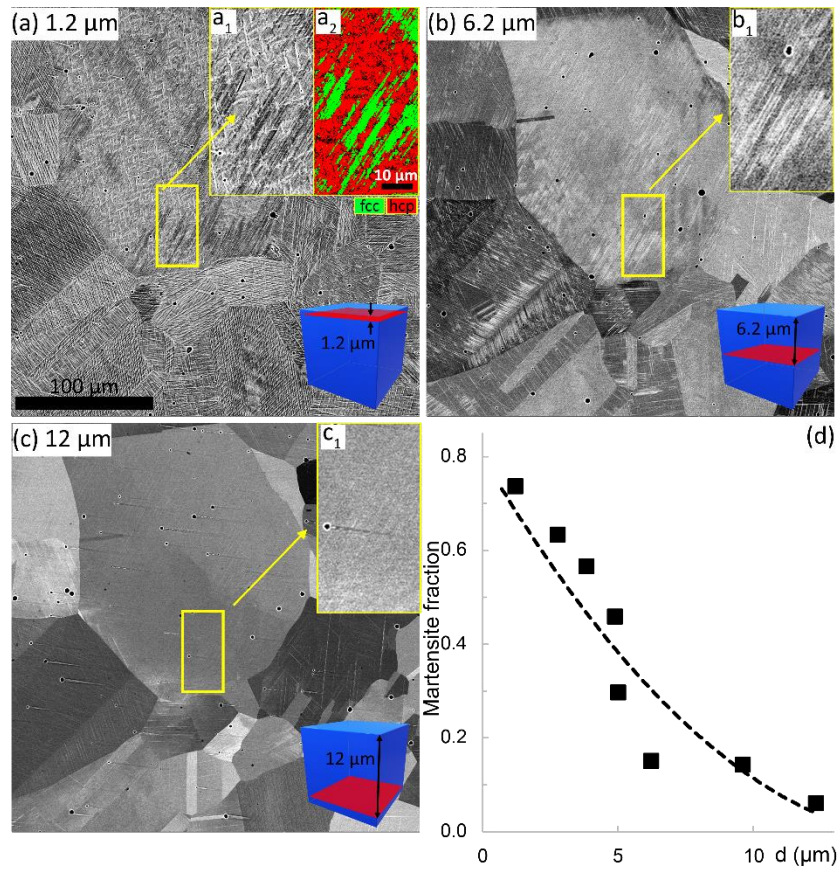 (a) 1.2 µm
a1
a2
10 µm
fcc hcp
1.2 µm
100 µm
(b) 6.2 µm
b1
6.2 µm
(c) 12 µm
c1
12 µm
(d)
Martensite fraction
0.8
0.6
0.4
0.2
0.0
0 5 10 d (µm)